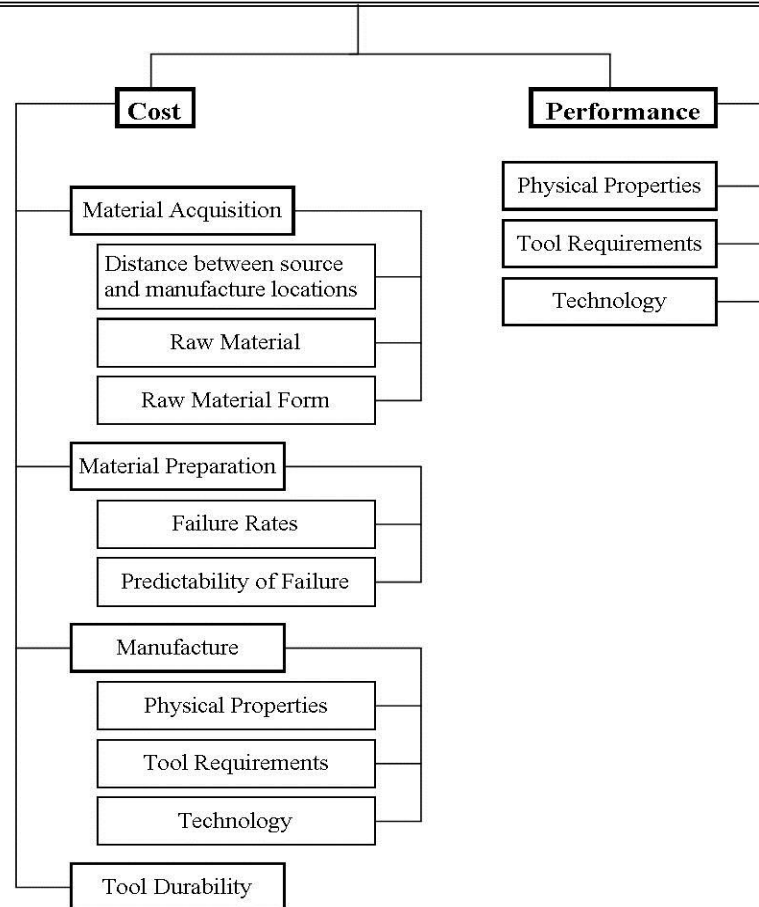 Cost
Performance
Material Acquisition
Distance between source
and manufacture locations
Raw Material
Raw Material Form
Material Preparation
Failure Rates
Predictability of Failure
Manufacture
Physical Properties
Tool Requirements
Technology
Tool Durability
Physical Properties
Tool Requirements
Technology